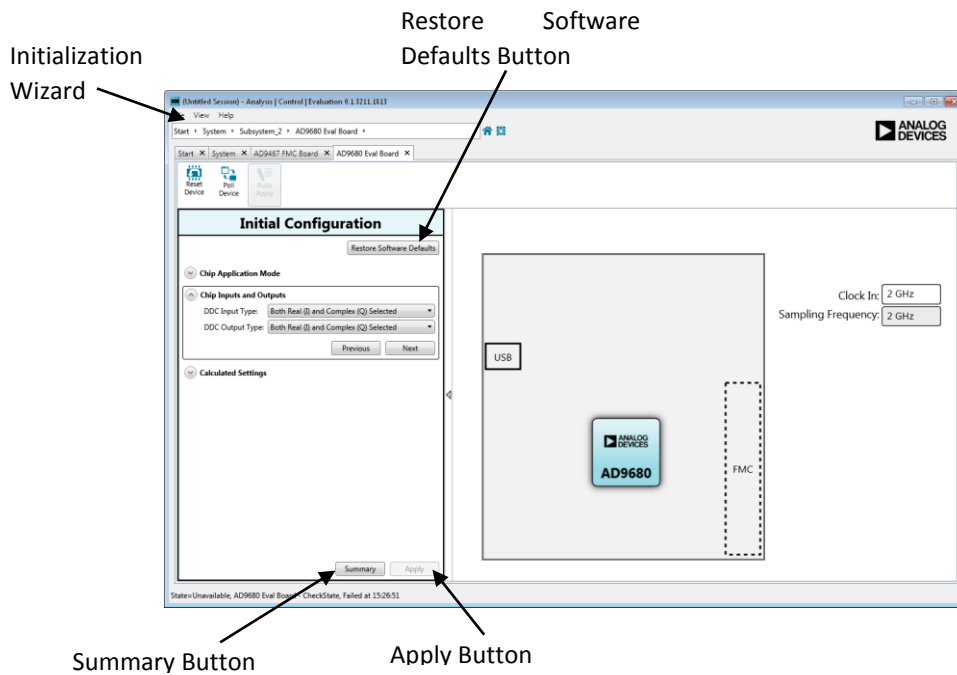 Restore Software
Defaults Button
Initialization
Wizard
(Untitled Session) - Analysis | Control | Evaluation 0.1.3211.1813
View Help
Start System Subsystem_2 AD9680 Eval Board
ANALOG
DEVICES
Start System AD9467 FMC Board AD9680 Eval Board
Reset
Device
Poll
Device
Auto
Apply
Initial Configuration
Restore Software Defaults
Chip Application Mode
Chip Inputs and Outputs
DDC Input Type: Both Real (I) and Complex (Q) Selected
DDC Output Type: Both Real (I) and Complex (Q) Selected
Previous Next
Calculated Settings
Summary Apply
Clock In: 2 GHz
Sampling Frequency: 2 GHz
USB
ANALOG
DEVICES
AD9680
FMC
State=Unavailable, AD9680 Eval Board - CheckState, Failed at 15:26:51
Summary Button
Apply Button